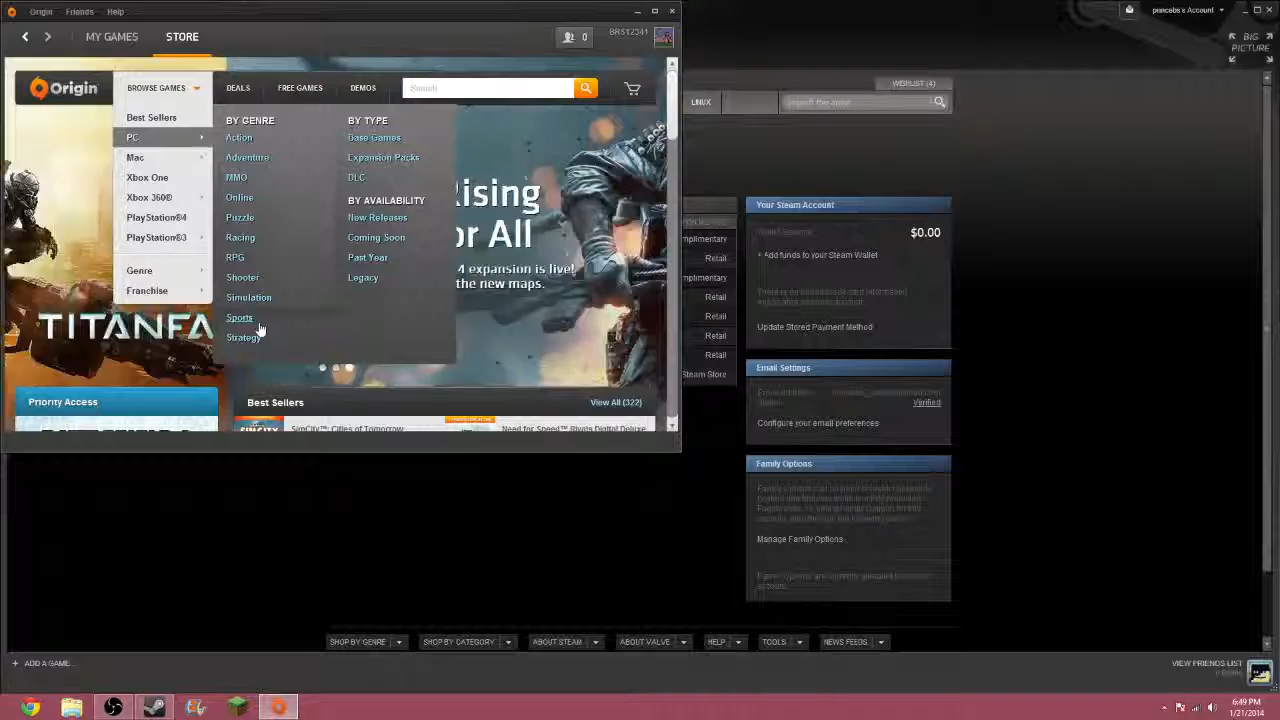 Origin Friends Help
MY GAMES STORE
0 BRS12341
Origin
BROWSE GAMES DEALS FREE GAMES DEMOS Search
Best Sellers
PC
Mac
Xbox One
Xbox 360®
PlayStation®4
PlayStation®3
Genre
Franchise
BY GENRE
Action
Adventure
MMO
Online
Puzzle
Racing
RPG
Shooter
Simulation
Sports
Strategy
BY TYPE
Base Games
Expansion Packs
DLC
BY AVAILABILITY
New Releases
Coming Soon
Past Year
Legacy
Rising
or All
4 expansion is live!
the new maps.
TITANFA
Priority Access
Best Sellers View All (322)
SimCity™: Cities of Tomorrow Need for Speed™ Rivals Digital Deluxe
princebs's Account
BIG
PICTURE
WISHLIST (4)
LINUX search the store
mplimentary
Retail
mplimentary
Retail
Retail
Retail
Retail
Steam Store
Your Steam Account
Wallet Balance $0.00
+ Add funds to your Steam Wallet
Update Stored Payment Method
Email Settings
Verified
Configure your email preferences
Family Options
Manage Family Options
SHOP BY GENRE SHOP BY CATEGORY ABOUT STEAM ABOUT VALVE HELP TOOLS NEWS FEEDS
+ ADD A GAME...
VIEW FRIENDS LIST
6:49 PM
1/21/2014